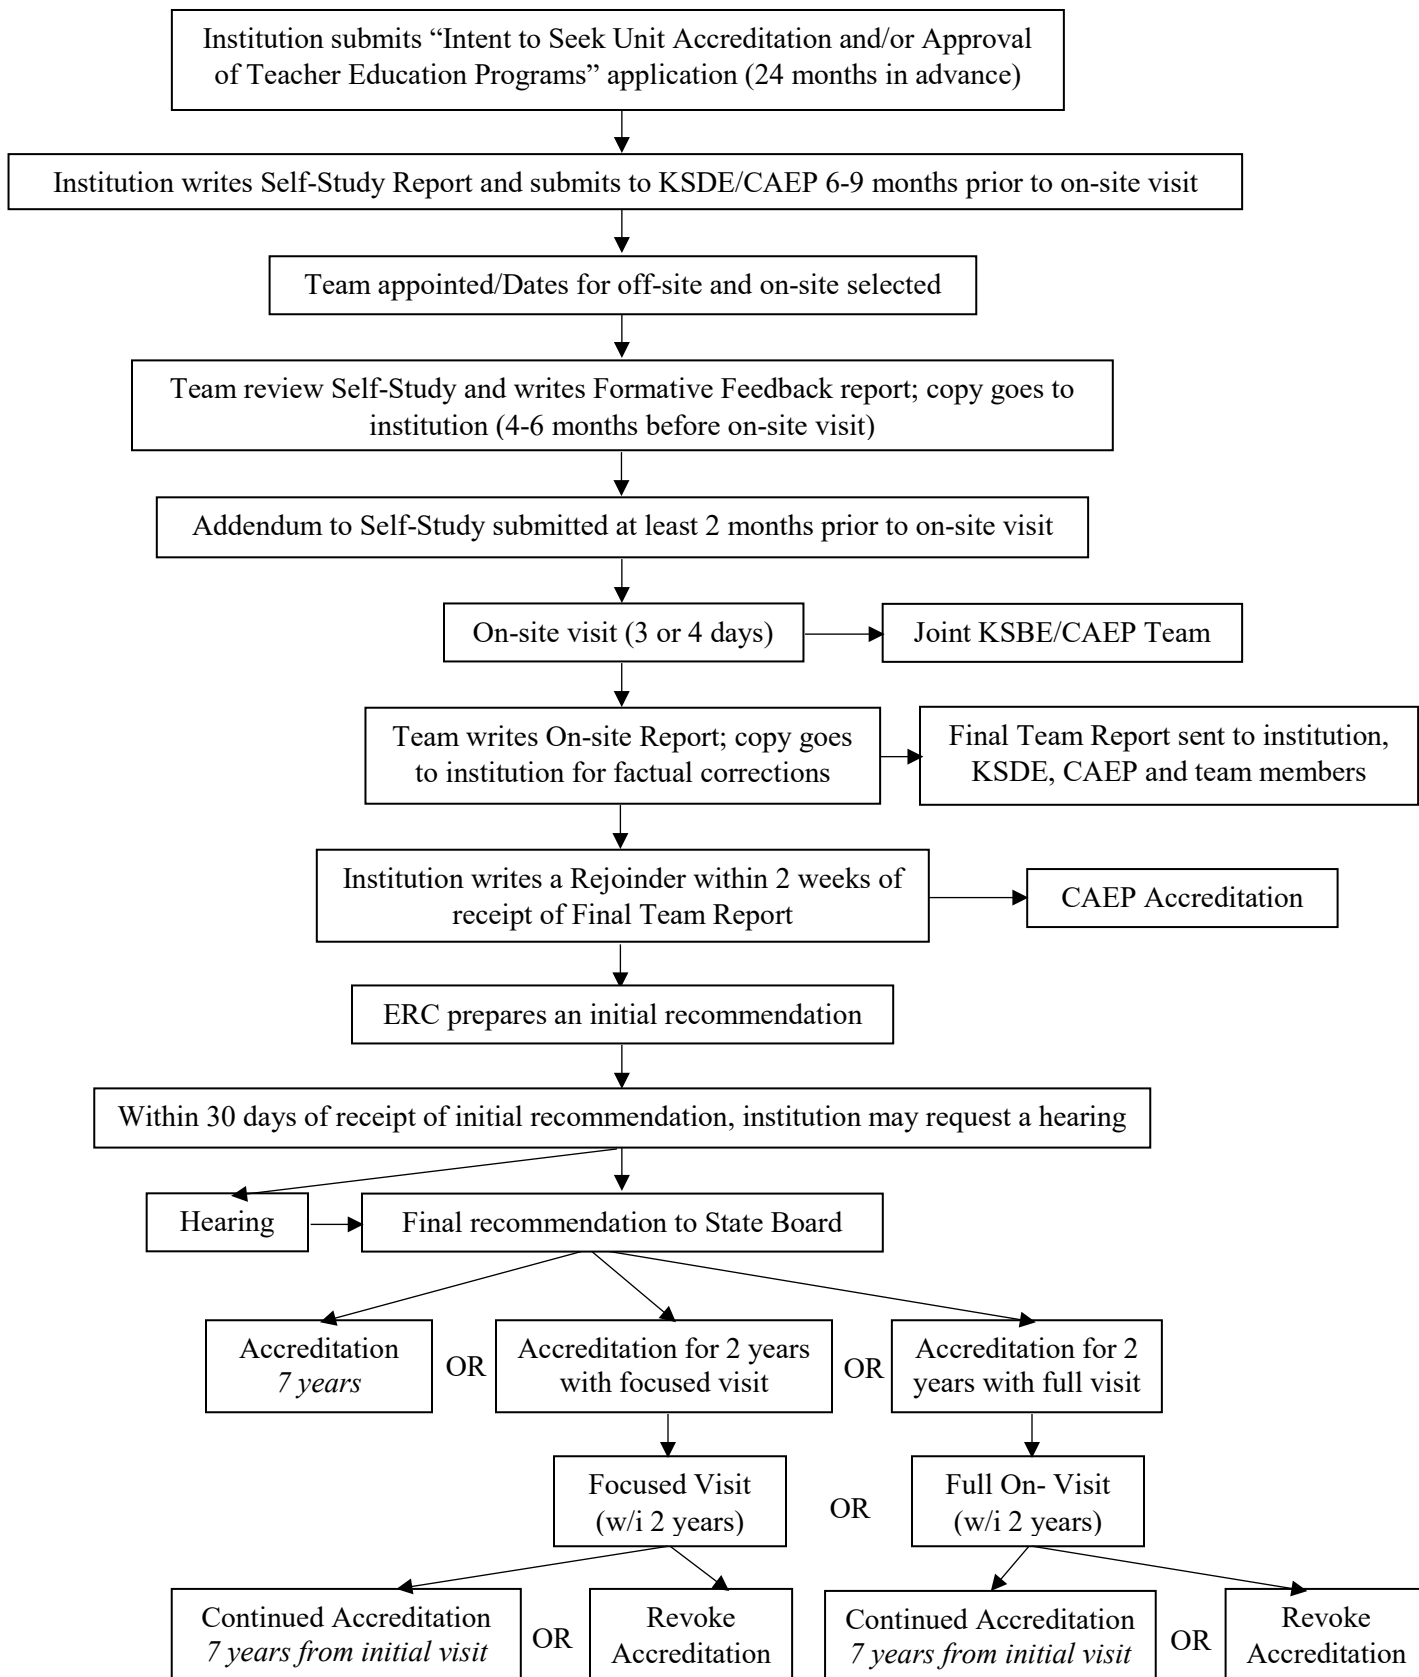 Institution submits “Intent to Seek Unit Accreditation and/or Approval
of Teacher Education Programs” application (24 months in advance)
Institution writes Self-Study Report and submits to KSDE/CAEP 6-9 months prior to on-site visit
Team appointed/Dates for off-site and on-site selected
Team review Self-Study and writes Formative Feedback report; copy goes to
institution (4-6 months before on-site visit)
Addendum to Self-Study submitted at least 2 months prior to on-site visit
On-site visit (3 or 4 days)
Joint KSBE/CAEP Team
Team writes On-site Report; copy goes
to institution for factual corrections
Final Team Report sent to institution,
KSDE, CAEP and team members
Institution writes a Rejoinder within 2 weeks of
receipt of Final Team Report
CAEP Accreditation
ERC prepares an initial recommendation
Within 30 days of receipt of initial recommendation, institution may request a hearing
Hearing
Final recommendation to State Board
Accreditation
7 years
OR
Accreditation for 2 years
with focused visit
OR
Accreditation for 2
years with full visit
Focused Visit
(w/i 2 years)
OR
Full On- Visit
(w/i 2 years)
Continued Accreditation
7 years from initial visit
OR
Revoke
Accreditation
Continued Accreditation
7 years from initial visit
OR
Revoke
Accreditation